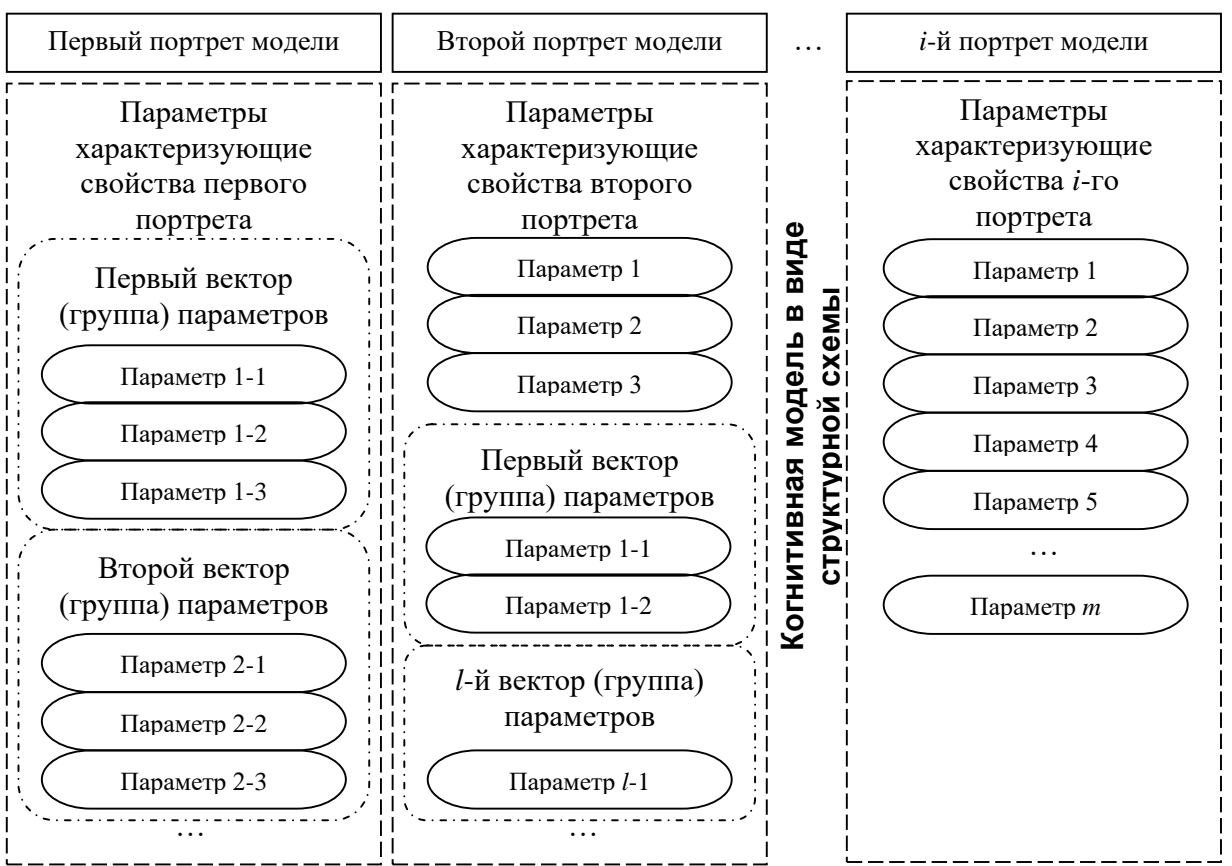 Первый портрет модели
Второй портрет модели
…
i-й портрет модели
Параметры
характеризующие
свойства первого
портрета
Первый вектор
(группа) параметров
Параметр 1-1
Параметр 1-2
Параметр 1-3
Второй вектор
(группа) параметров
Параметр 2-1
Параметр 2-2
Параметр 2-3
…
Параметры
характеризующие
свойства второго
портрета
Параметр 1
Параметр 2
Параметр 3
Первый вектор
(группа) параметров
Параметр 1-1
Параметр 1-2
l-й вектор (группа)
параметров
Параметр l-1
…
Когнитивная модель в виде
структурной схемы
Параметры
характеризующие
свойства i-го
портрета
Параметр 1
Параметр 2
Параметр 3
Параметр 4
Параметр 5
…
Параметр m